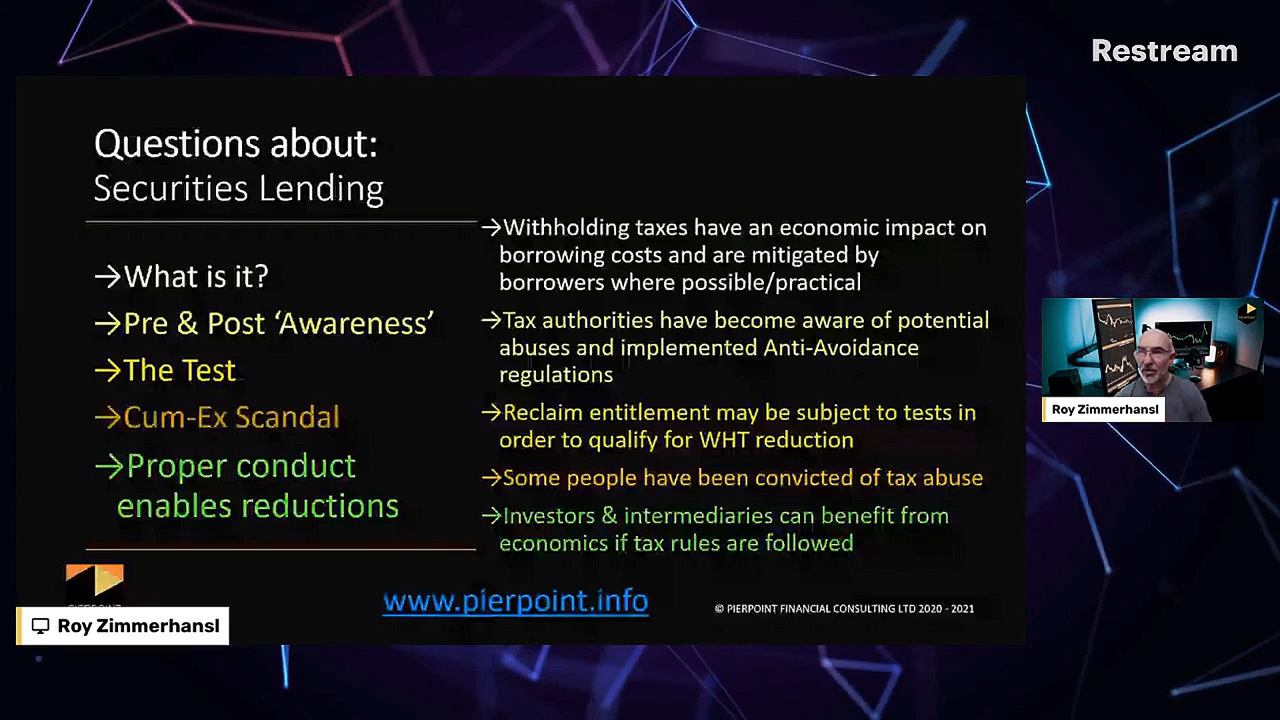 Restream
Questions about:
Securities Lending
→What is it?
→Pre & Post ‘Awareness’
→The Test
→Cum-Ex Scandal
→Proper conduct
enables reductions
→Withholding taxes have an economic impact on
borrowing costs and are mitigated by
borrowers where possible/practical
→Tax authorities have become aware of potential
abuses and implemented Anti-Avoidance
regulations
→Reclaim entitlement may be subject to tests in
order to qualify for WHT reduction
→Some people have been convicted of tax abuse
→Investors & intermediaries can benefit from
economics if tax rules are followed
www.pierpoint.info
© PIERPOINT FINANCIAL CONSULTING LTD 2020 - 2021
Roy Zimmerhansl
Roy Zimmerhansl